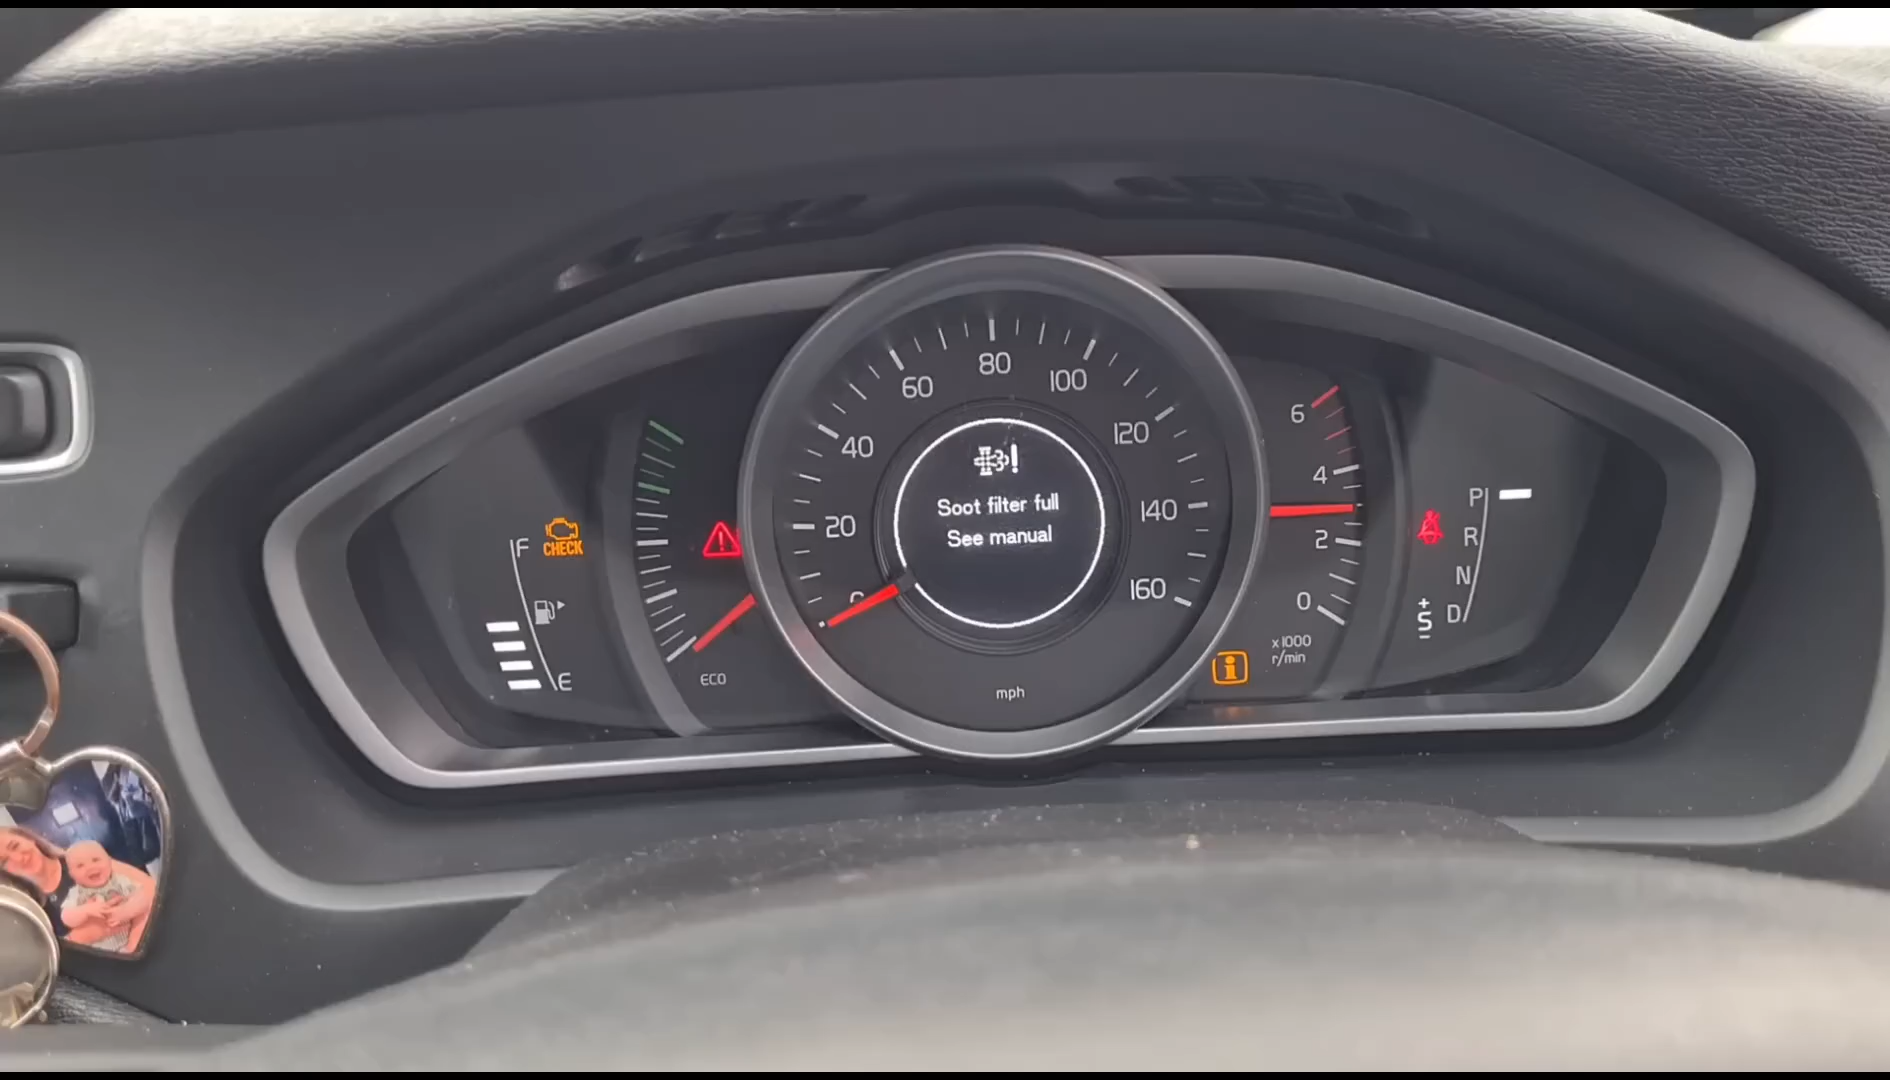 Soot filter full
See manual
0
20
40
60
80
100
120
140
160
mph
F
CHECK
E
ECO
6
4
2
0
x1000
r/min
P
R
N
D
+
S
−